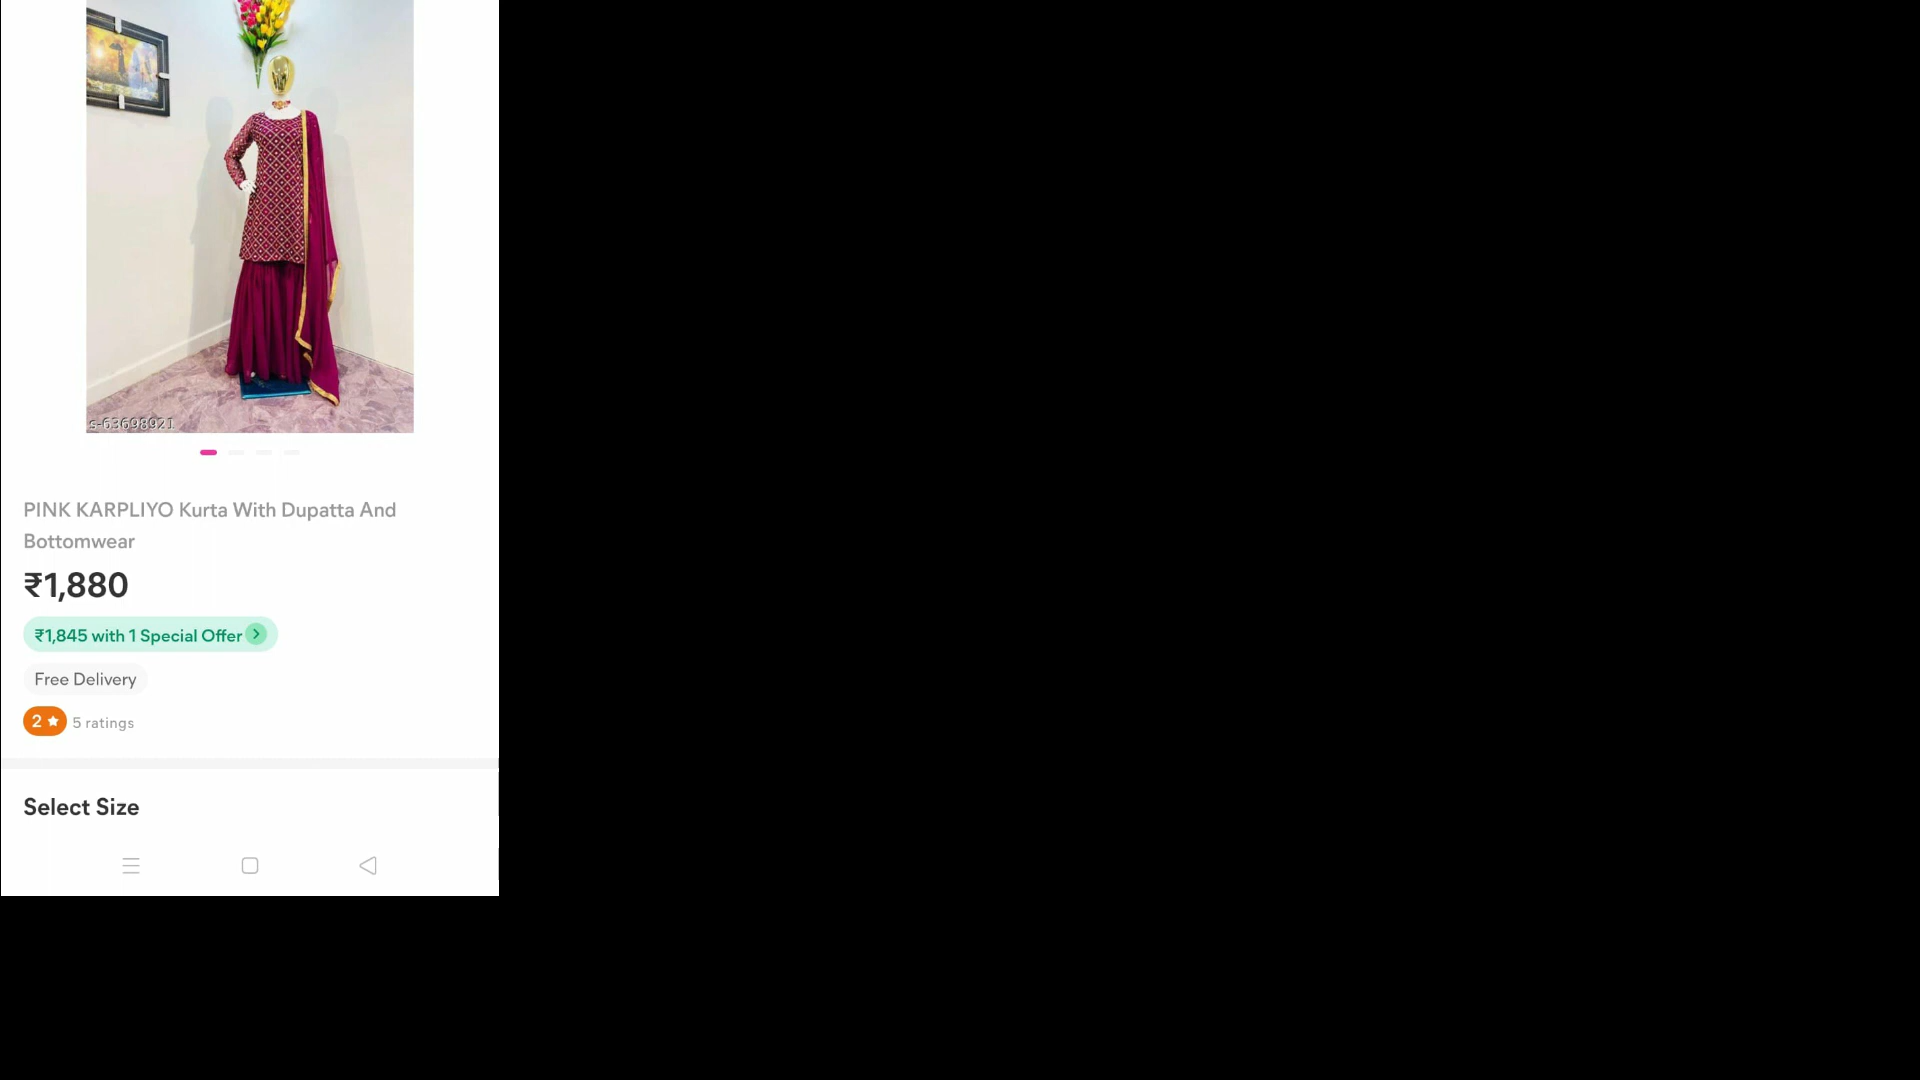 s-63698921
PINK KARPLIYO Kurta With Dupatta And
Bottomwear
₹1,880
₹1,845 with 1 Special Offer
Free Delivery
2 ★ 5 ratings
Select Size